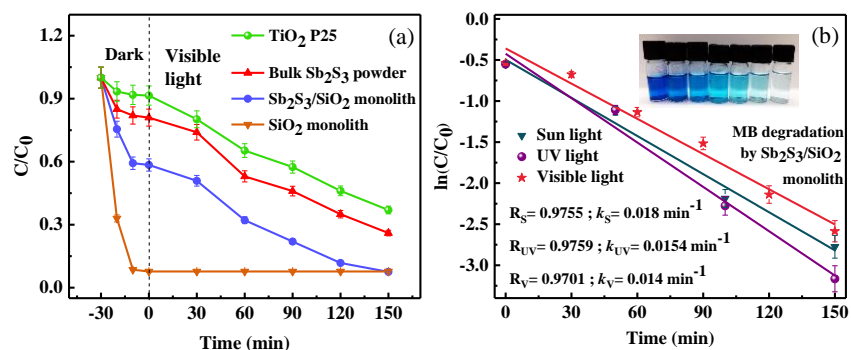 (a)
Dark
Visible
light
TiO2 P25
Bulk Sb2S3 powder
Sb2S3/SiO2 monolith
SiO2 monolith
C/C0
1.2
0.9
0.6
0.3
0.0
-30 0 30 60 90 120 150
Time (min)
(b)
0.0
-0.5
-1.0
-1.5
-2.0
-2.5
-3.0
ln(C/C0)
Sun light
UV light
Visible light
MB degradation
by Sb2S3/SiO2
monolith
RS = 0.9755 ; kS = 0.018 min-1
RUV = 0.9759 ; kUV = 0.0154 min-1
RV = 0.9701 ; kV = 0.014 min-1
0 30 60 90 120 150
Time (min)